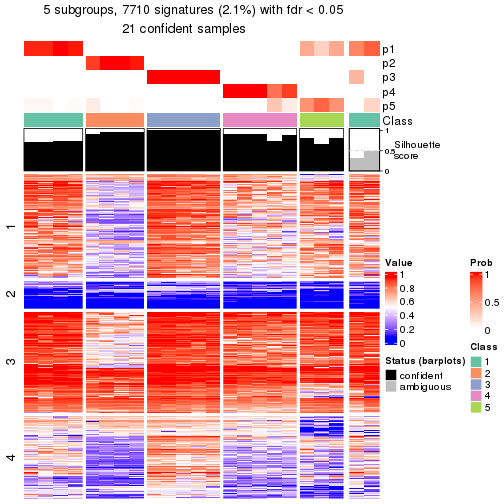 5 subgroups, 7710 signatures (2.1%) with fdr < 0.05
21 confident samples
p1
p2
p3
p4
p5
Class
1
0.5
0
Silhouette
score
1
2
3
4
Value
1
0.8
0.6
0.4
0.2
0
Status (barplots)
confident
ambiguous
Prob
1
0.5
0
Class
1
2
3
4
5